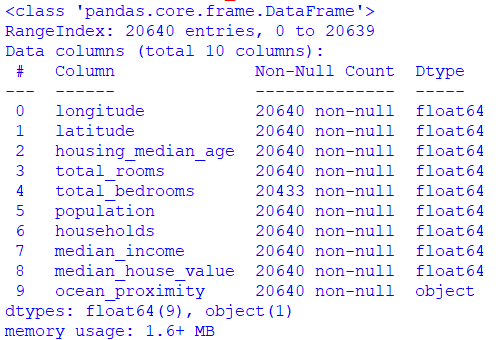 <class 'pandas.core.frame.DataFrame'>
RangeIndex: 20640 entries, 0 to 20639
Data columns (total 10 columns):
 #   Column              Non-Null Count  Dtype
---  ------              --------------  -----
 0   longitude           20640 non-null  float64
 1   latitude            20640 non-null  float64
 2   housing_median_age  20640 non-null  float64
 3   total_rooms         20640 non-null  float64
 4   total_bedrooms      20433 non-null  float64
 5   population          20640 non-null  float64
 6   households          20640 non-null  float64
 7   median_income       20640 non-null  float64
 8   median_house_value  20640 non-null  float64
 9   ocean_proximity     20640 non-null  object
dtypes: float64(9), object(1)
memory usage: 1.6+ MB